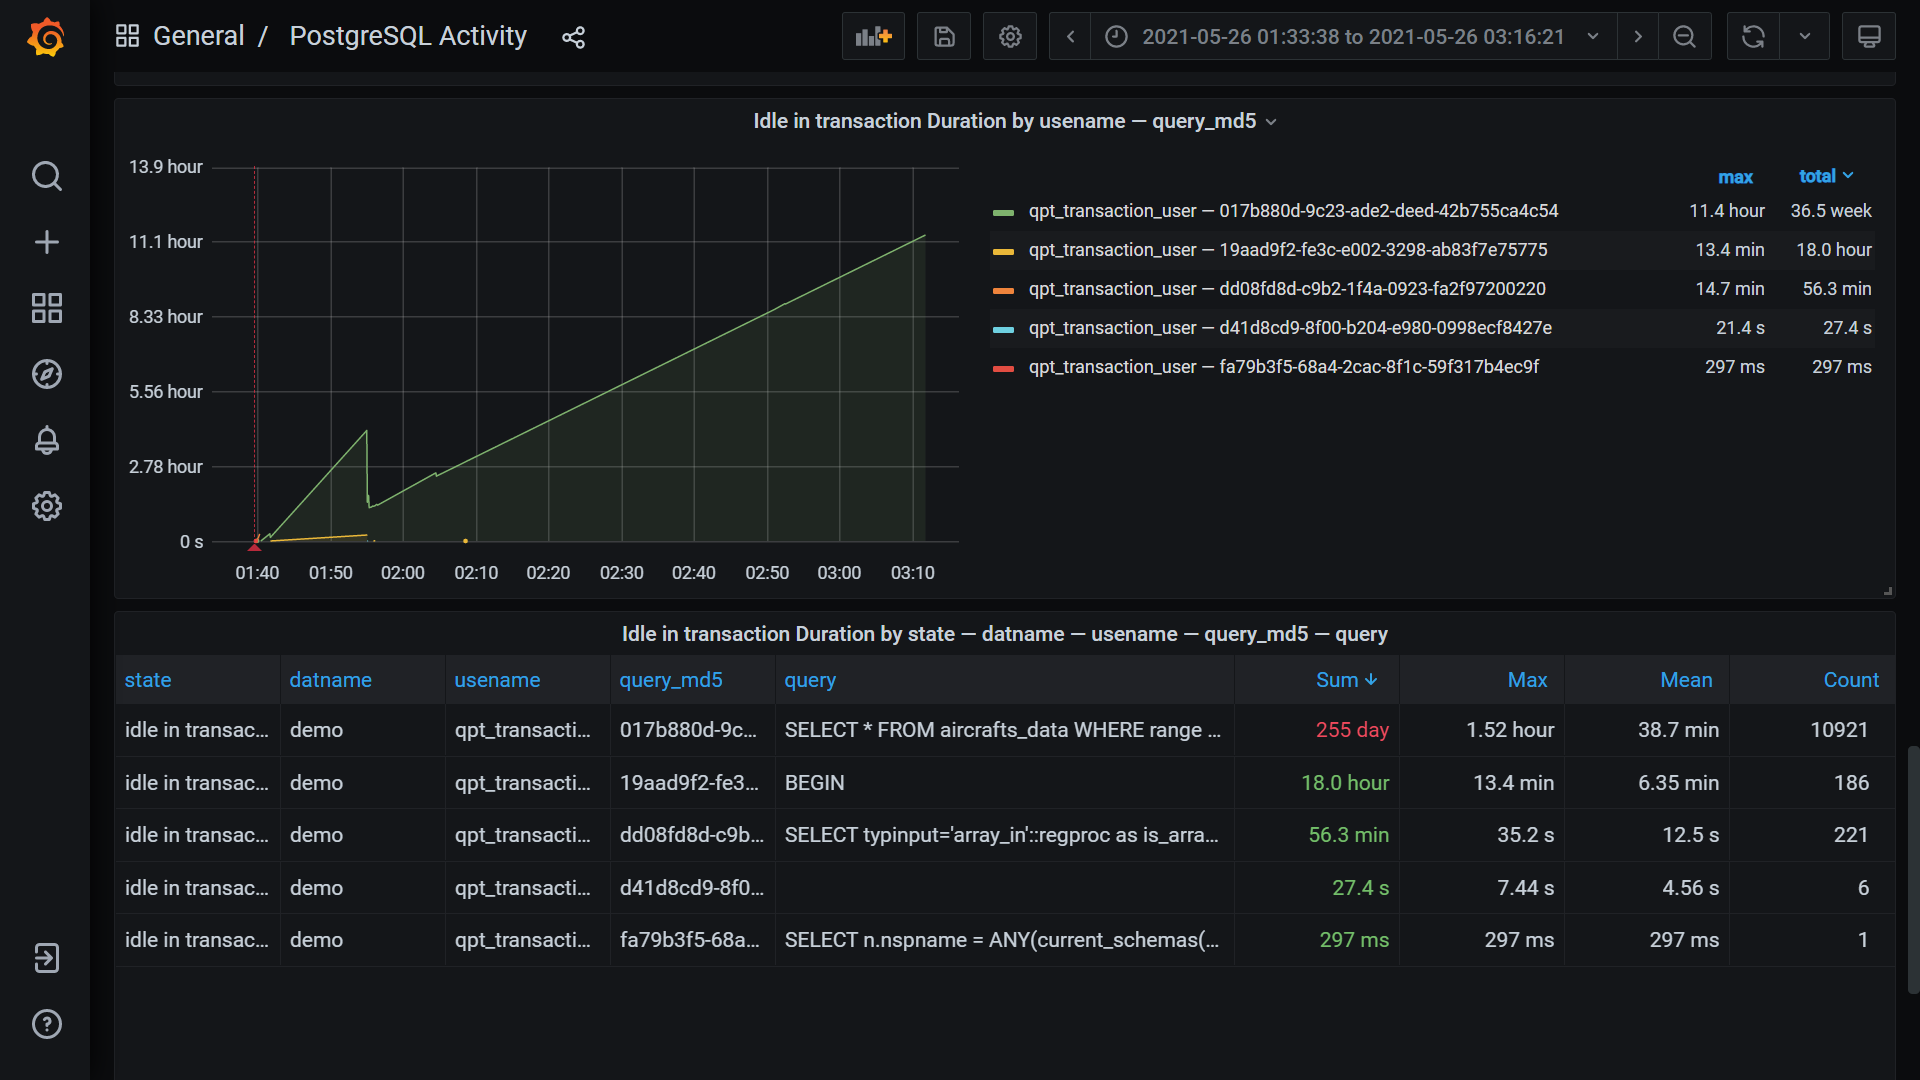 General / PostgreSQL Activity
2021-05-26 01:33:38 to 2021-05-26 03:16:21
Idle in transaction Duration by usename — query_md5
13.9 hour
11.1 hour
8.33 hour
5.56 hour
2.78 hour
0 s
01:40 01:50 02:00 02:10 02:20 02:30 02:40 02:50 03:00 03:10
max total
qpt_transaction_user — 017b880d-9c23-ade2-deed-42b755ca4c54 11.4 hour 36.5 week
qpt_transaction_user — 19aad9f2-fe3c-e002-3298-ab83f7e75775 13.4 min 18.0 hour
qpt_transaction_user — dd08fd8d-c9b2-1f4a-0923-fa2f97200220 14.7 min 56.3 min
qpt_transaction_user — d41d8cd9-8f00-b204-e980-0998ecf8427e 21.4 s 27.4 s
qpt_transaction_user — fa79b3f5-68a4-2cac-8f1c-59f317b4ec9f 297 ms 297 ms
Idle in transaction Duration by state — datname — usename — query_md5 — query
state datname usename query_md5 query Sum Max Mean Count
idle in transac... demo qpt_transacti... 017b880d-9c... SELECT * FROM aircrafts_data WHERE range ... 255 day 1.52 hour 38.7 min 10921
idle in transac... demo qpt_transacti... 19aad9f2-fe3... BEGIN 18.0 hour 13.4 min 6.35 min 186
idle in transac... demo qpt_transacti... dd08fd8d-c9b... SELECT typinput='array_in'::regproc as is_arra... 56.3 min 35.2 s 12.5 s 221
idle in transac... demo qpt_transacti... d41d8cd9-8f0... 27.4 s 7.44 s 4.56 s 6
idle in transac... demo qpt_transacti... fa79b3f5-68a... SELECT n.nspname = ANY(current_schemas(... 297 ms 297 ms 297 ms 1